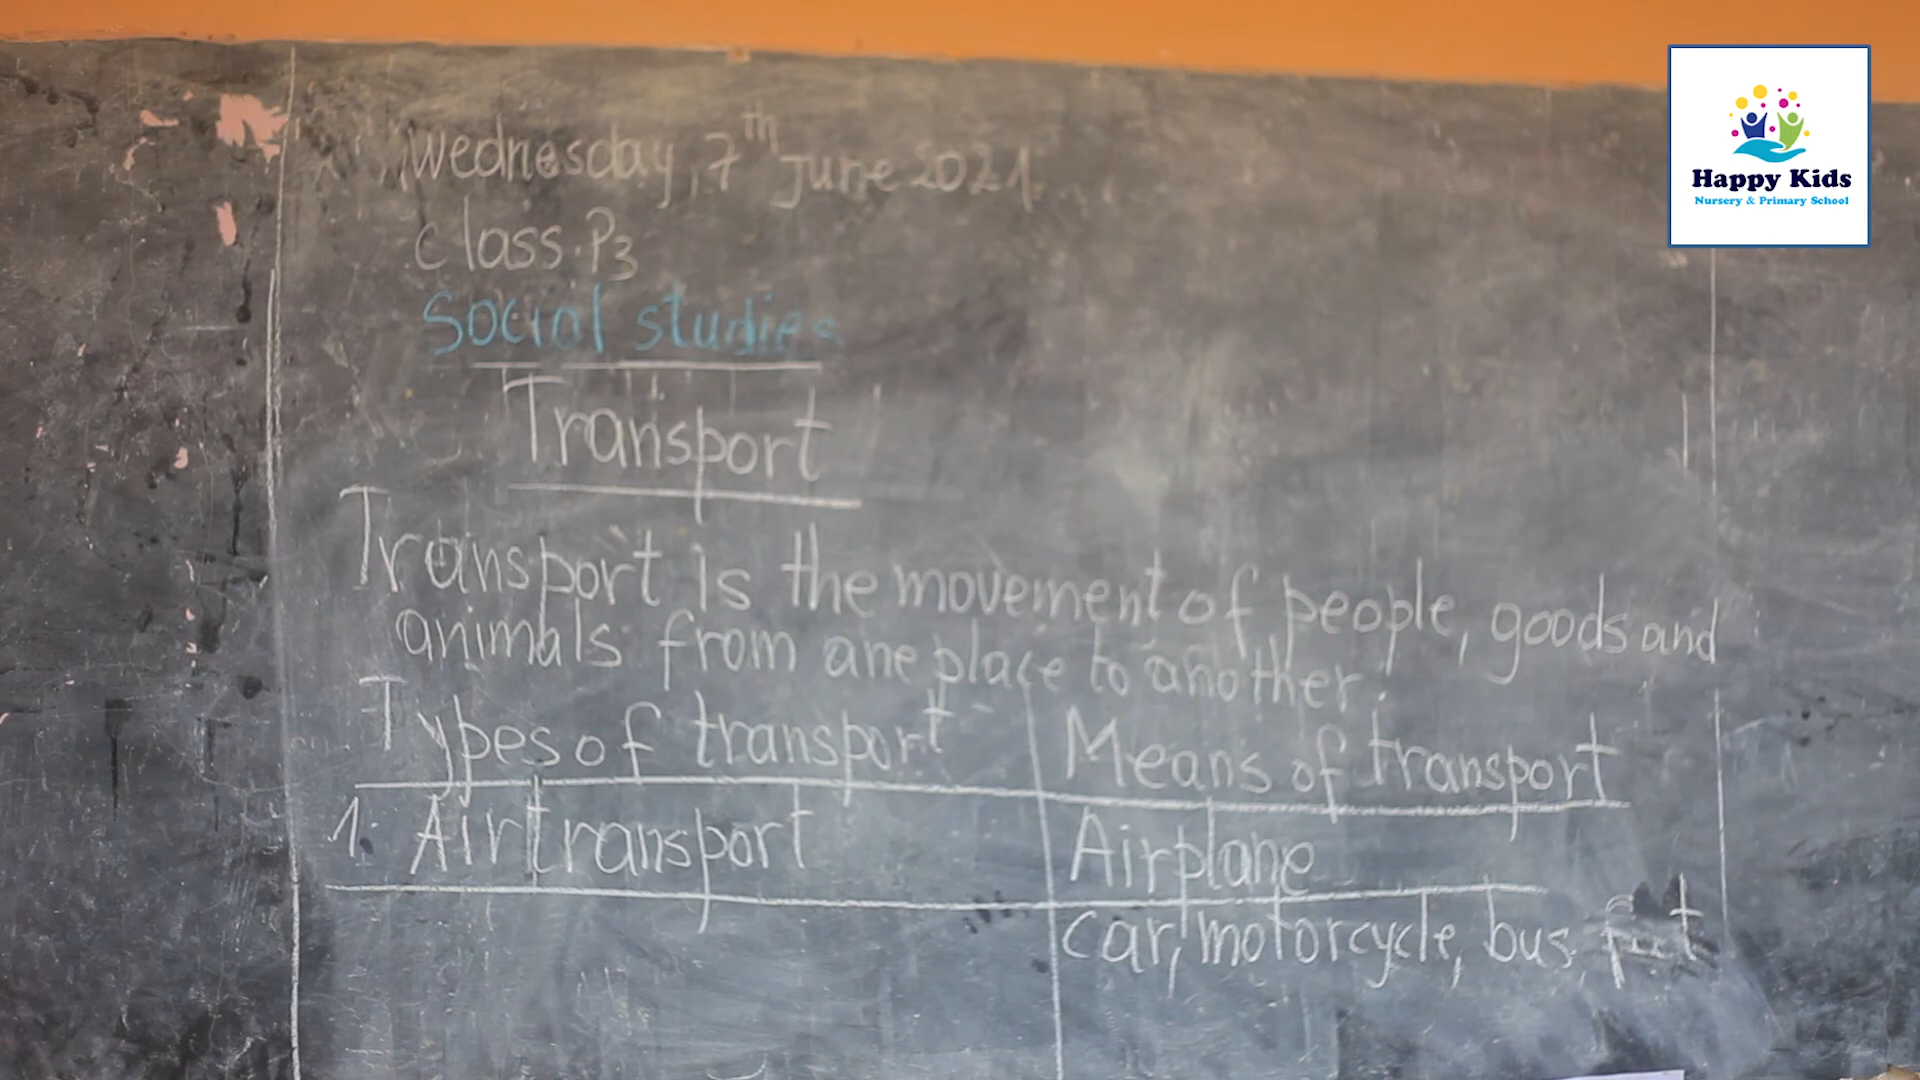 Wednesday, 7th June 2021
Class. P3
Social studies
Transport
Transport is the movement of people, goods and
animals from ane place to another.
Types of transport
Means of transport
1. Air transport
Airplane
Car, motorcycle, bus,
Happy Kids
Nursery & Primary School